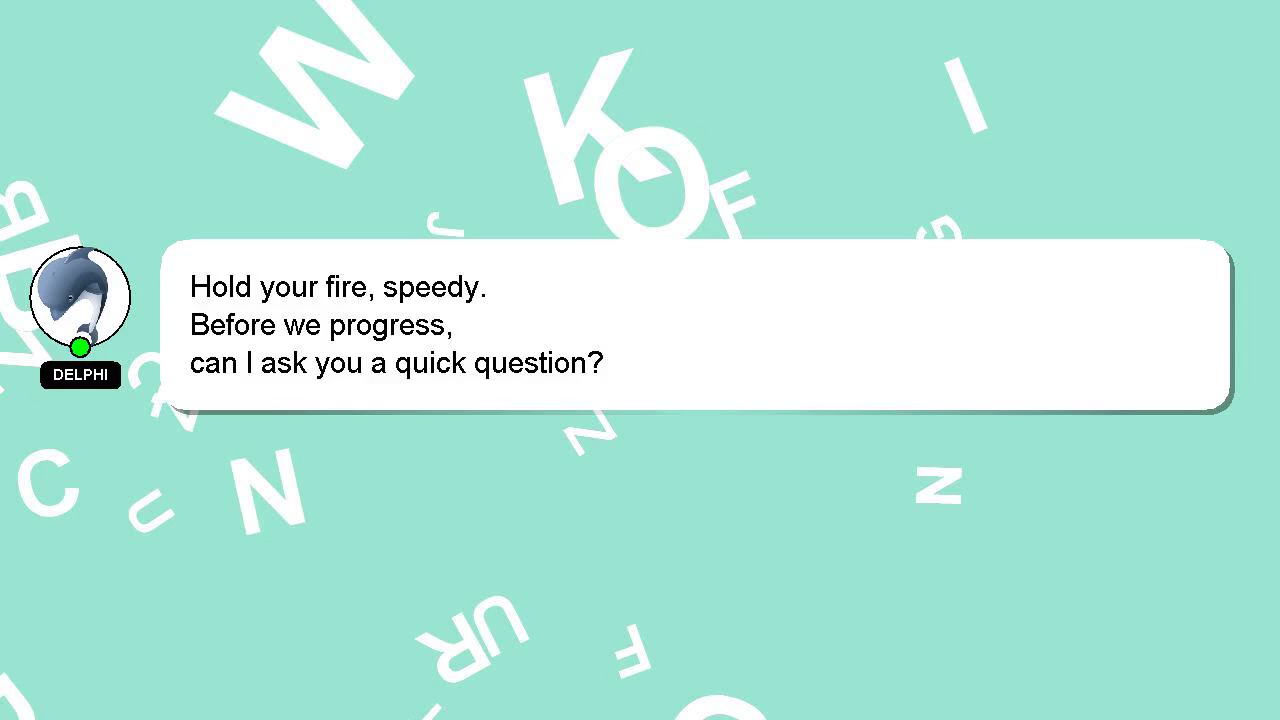 W
K
O
I
F
J
G
B
D
Hold your fire, speedy.
Before we progress,
can I ask you a quick question?
DELPHI
C
Z
Z
C
U
N
N
U
R
F